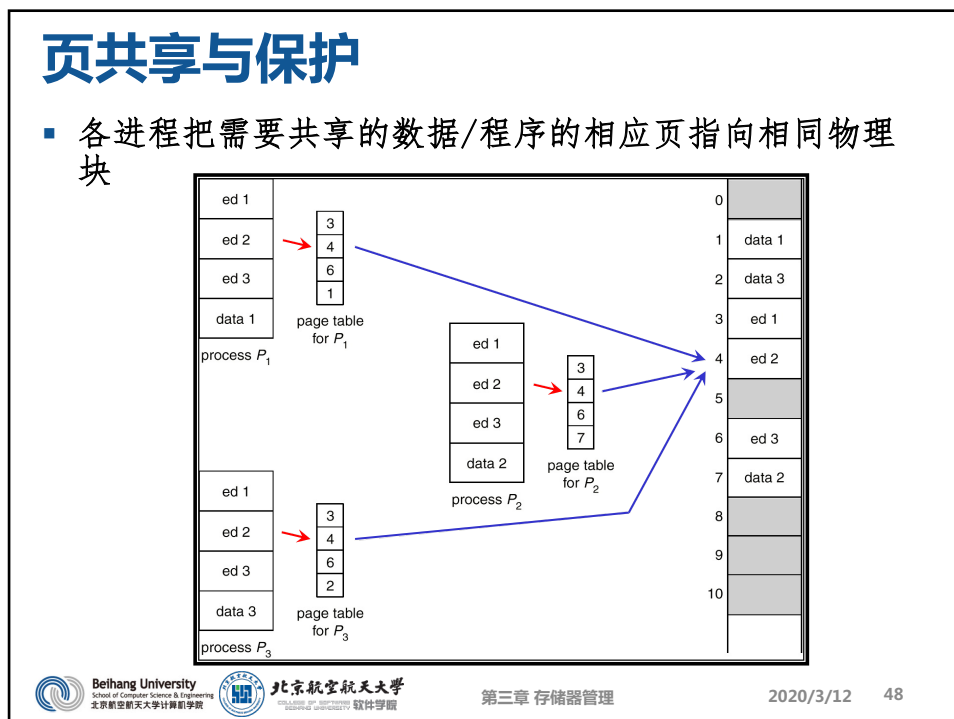 页共享与保护
各进程把需要共享的数据/程序的相应页指向相同物理
块
ed 1
ed 2
ed 3
data 1
process P1
3
4
6
1
page table
for P1
ed 1
ed 2
ed 3
data 2
process P2
3
4
6
7
page table
for P2
ed 1
ed 2
ed 3
data 3
process P3
3
4
6
2
page table
for P3
0
1 data 1
2 data 3
3 ed 1
4 ed 2
5
6 ed 3
7 data 2
8
9
10
Beihang University
School of Computer Science & Engineering
北京航空航天大学计算机学院
北京航空航天大学
COLLEGE OF SOFTWARE
BEIHANG UNIVERSITY 软件学院
第三章 存储器管理
2020/3/12
48